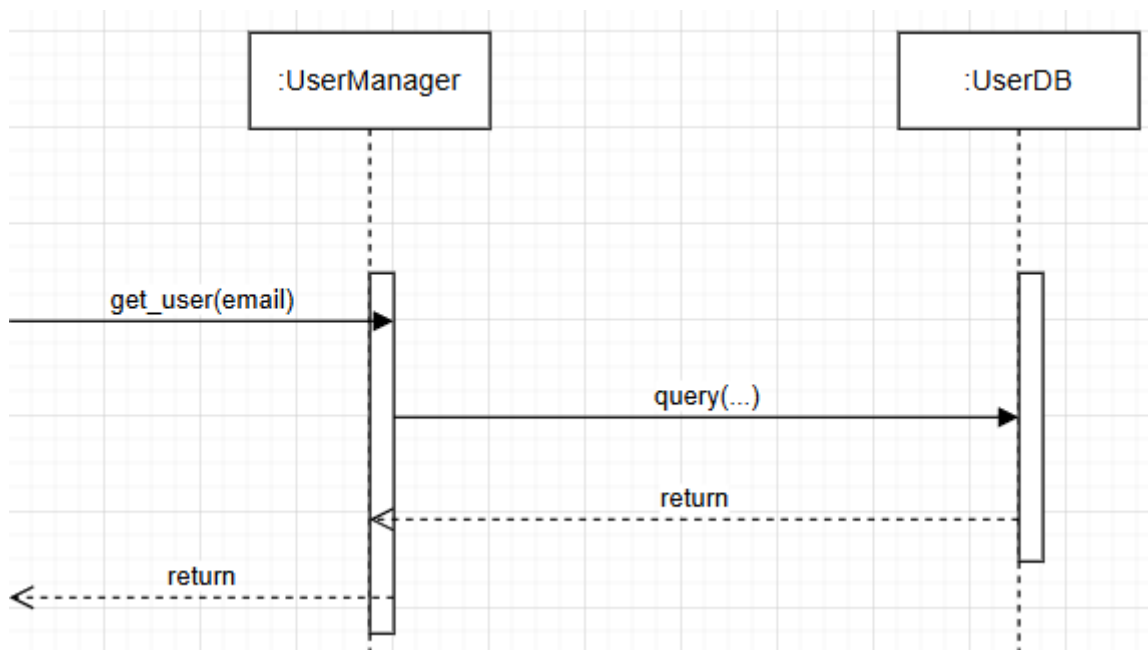 :UserManager
:UserDB
get_user(email)
query(...)
return
return